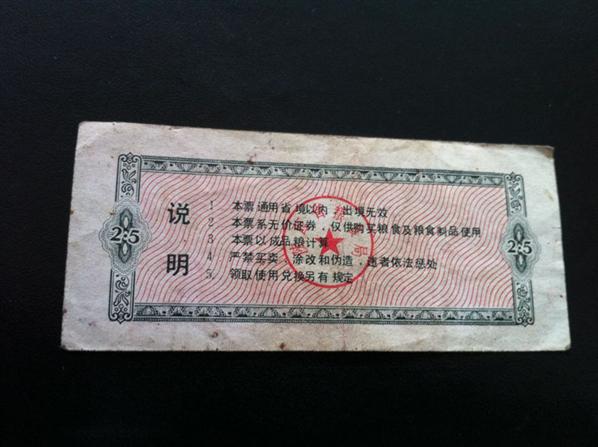 说明
1 本票通用省境以内,出境无效
2 本票系无价证券,仅供购买粮食及粮食制品使用
3 本票以成品粮计算
4 严禁买卖、涂改和伪造,违者依法惩处
5 领取使用兑换另有规定
2.5
2.5